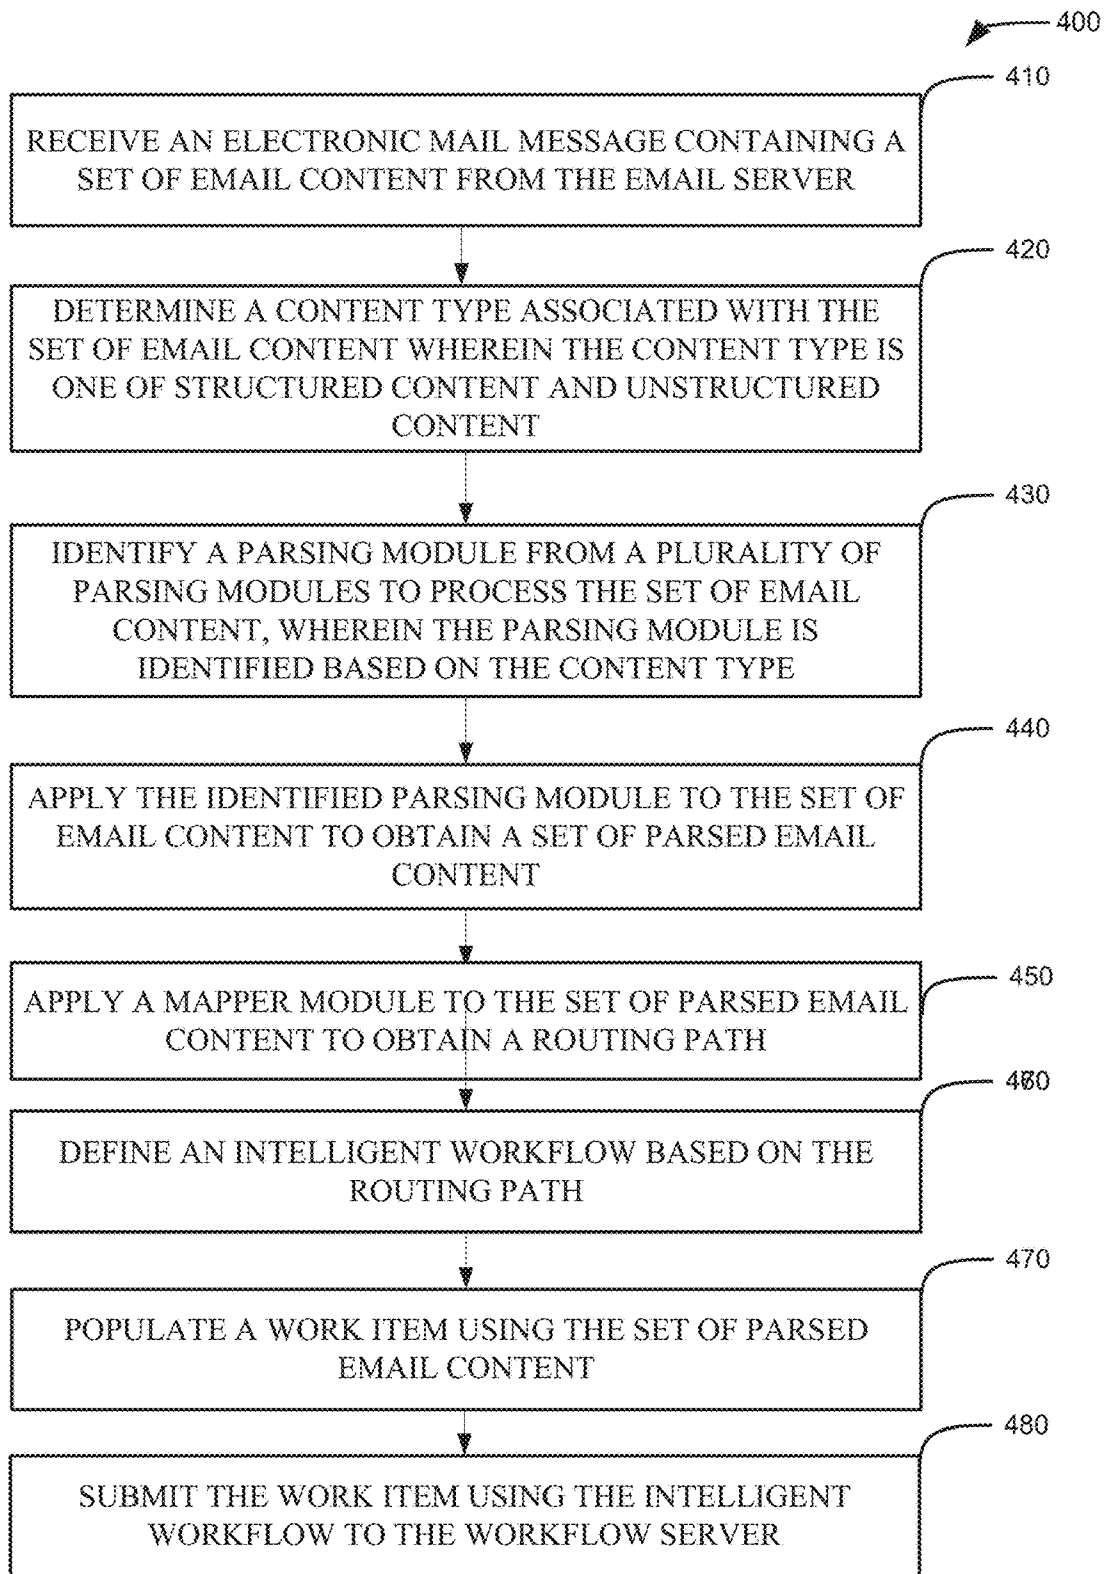 400
410
RECEIVE AN ELECTRONIC MAIL MESSAGE CONTAINING A
SET OF EMAIL CONTENT FROM THE EMAIL SERVER
420
DETERMINE A CONTENT TYPE ASSOCIATED WITH THE
SET OF EMAIL CONTENT WHEREIN THE CONTENT TYPE IS
ONE OF STRUCTURED CONTENT AND UNSTRUCTURED
CONTENT
430
IDENTIFY A PARSING MODULE FROM A PLURALITY OF
PARSING MODULES TO PROCESS THE SET OF EMAIL
CONTENT, WHEREIN THE PARSING MODULE IS
IDENTIFIED BASED ON THE CONTENT TYPE
440
APPLY THE IDENTIFIED PARSING MODULE TO THE SET OF
EMAIL CONTENT TO OBTAIN A SET OF PARSED EMAIL
CONTENT
450
APPLY A MAPPER MODULE TO THE SET OF PARSED EMAIL
CONTENT TO OBTAIN A ROUTING PATH
DEFINE AN INTELLIGENT WORKFLOW BASED ON THE
ROUTING PATH
470
POPULATE A WORK ITEM USING THE SET OF PARSED
EMAIL CONTENT
480
SUBMIT THE WORK ITEM USING THE INTELLIGENT
WORKFLOW TO THE WORKFLOW SERVER